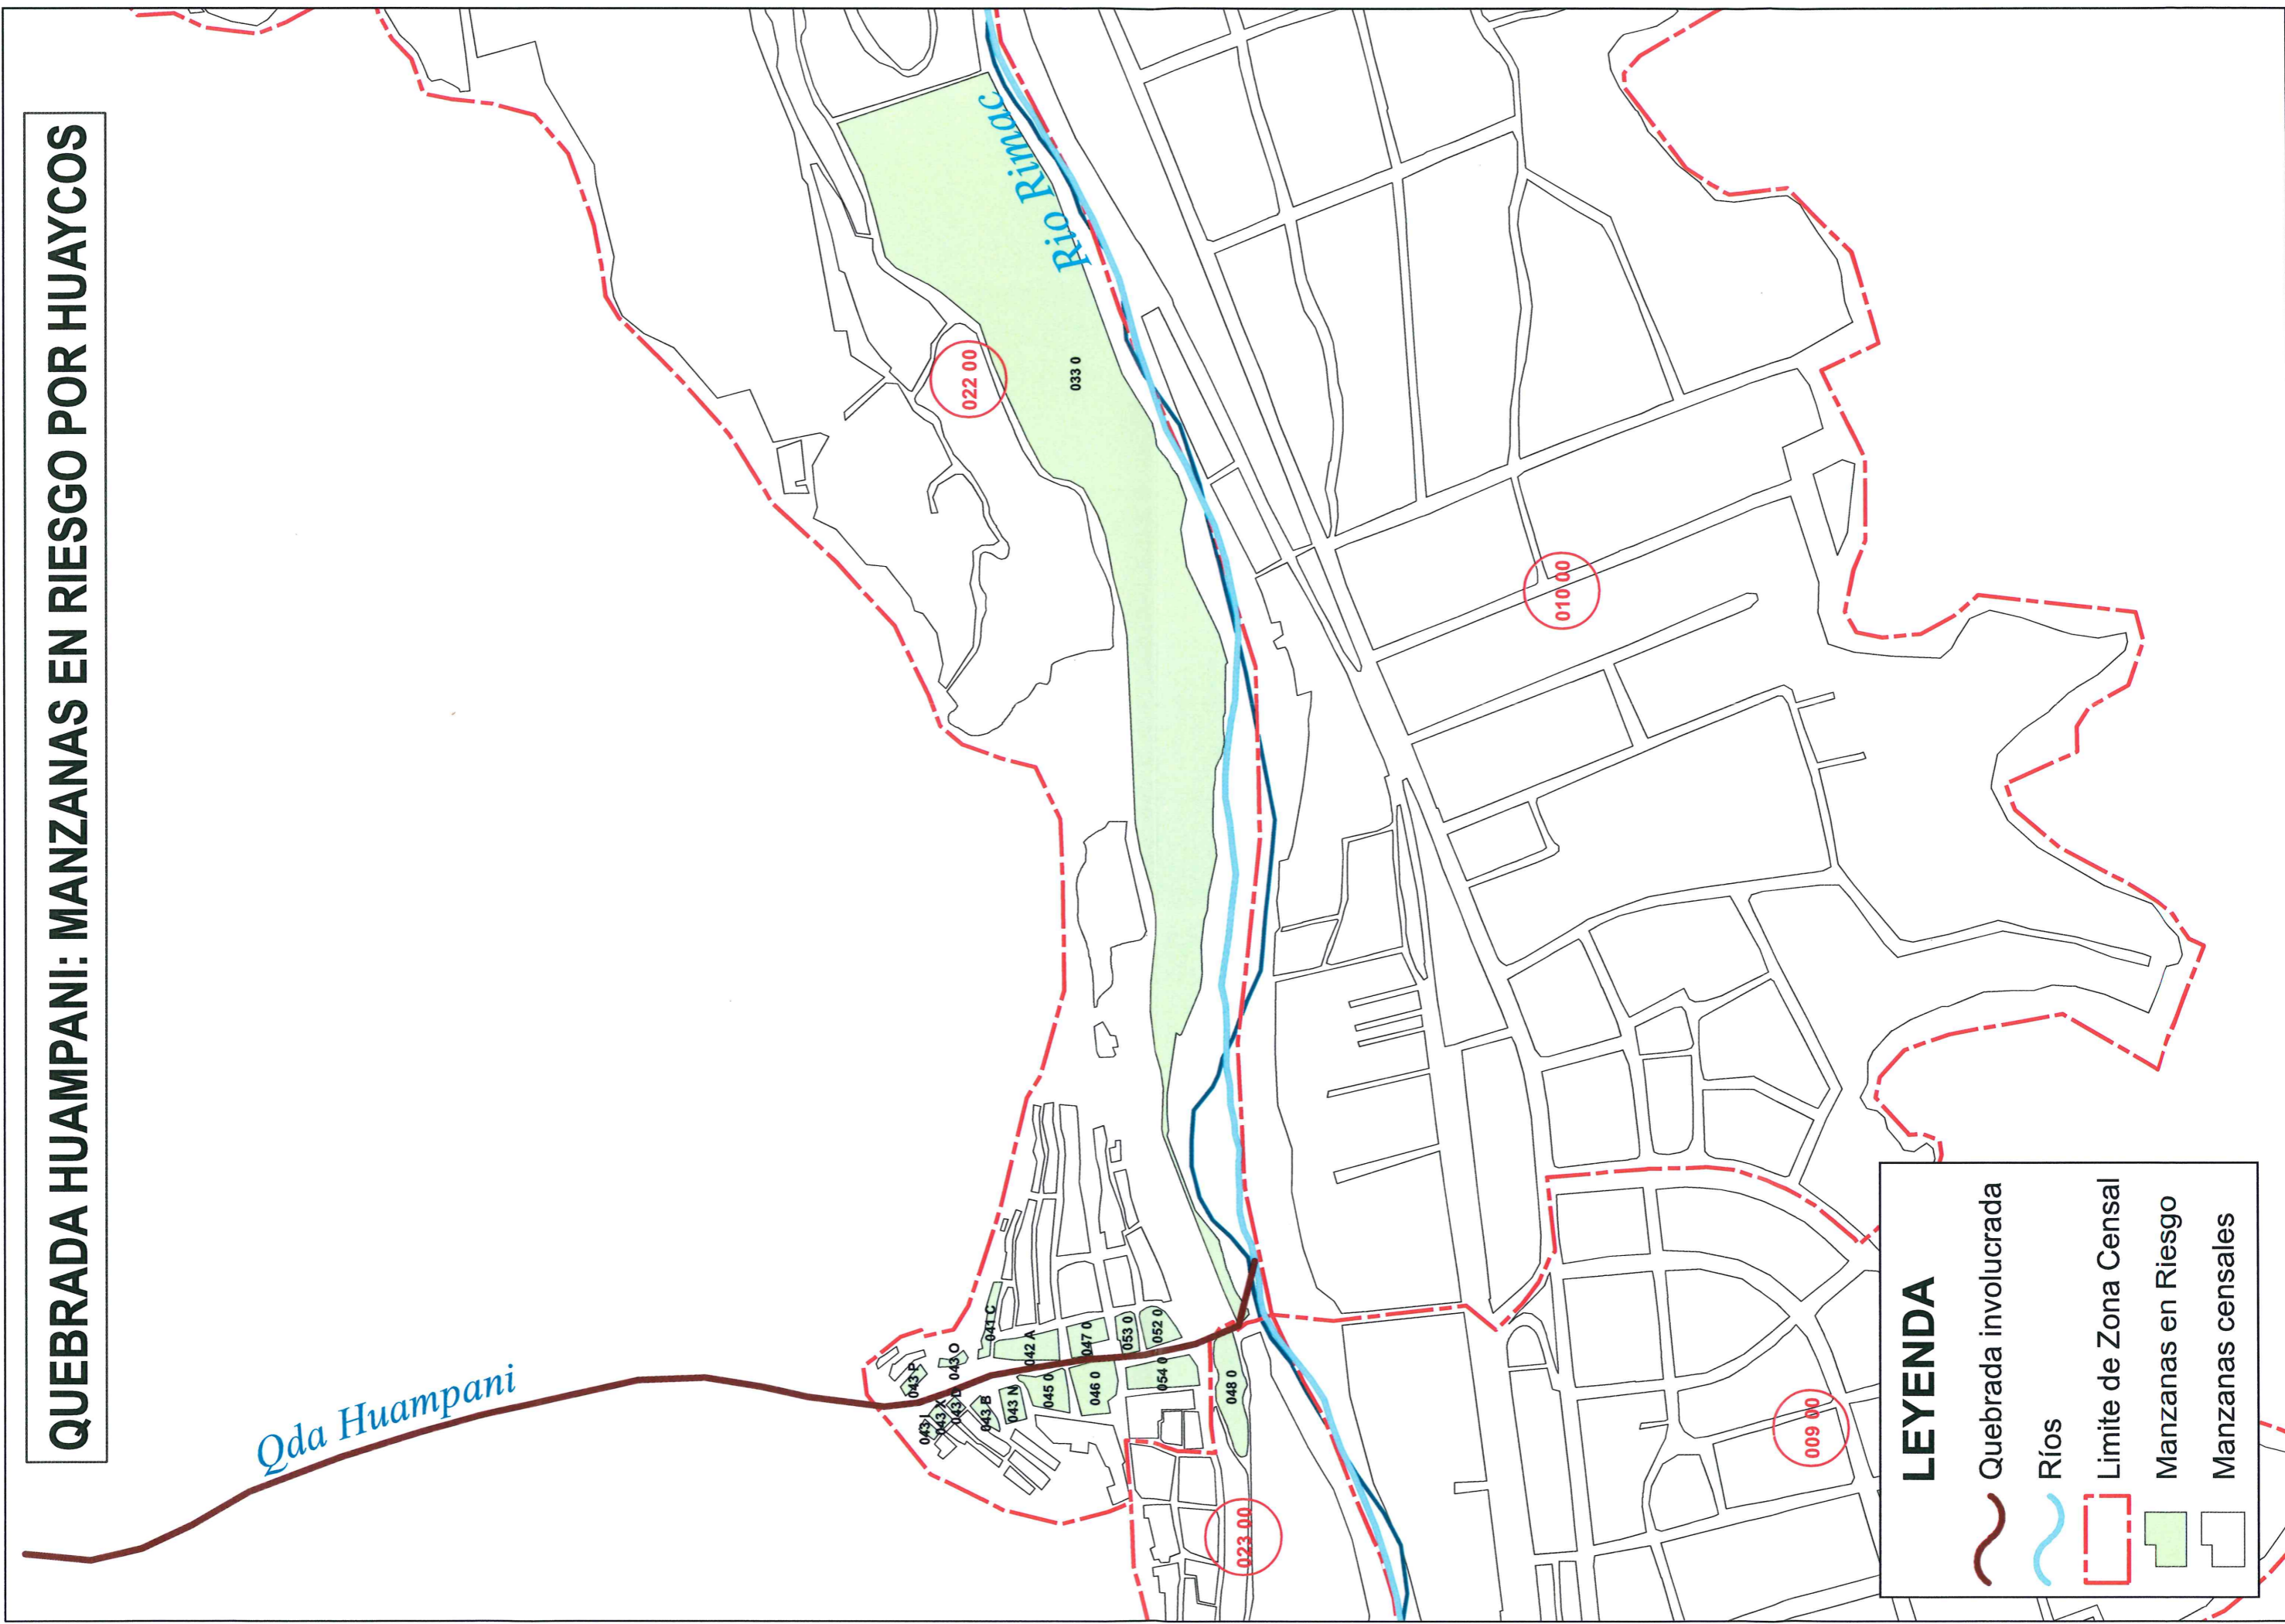 QUEBRADA HUAMPANI: MANZANAS EN RIESGO POR HUAYCOS
Qda Huampani
Rio Rimac
022 00
033 0
010 00
009 00
023 00
043 P
043 O
041 C
043 B
043 N
042 A
045 0
047 0
046 0
053 0
052 0
054 0
048 0
LEYENDA
Quebrada involucrada
Ríos
Limite de Zona Censal
Manzanas en Riesgo
Manzanas censales